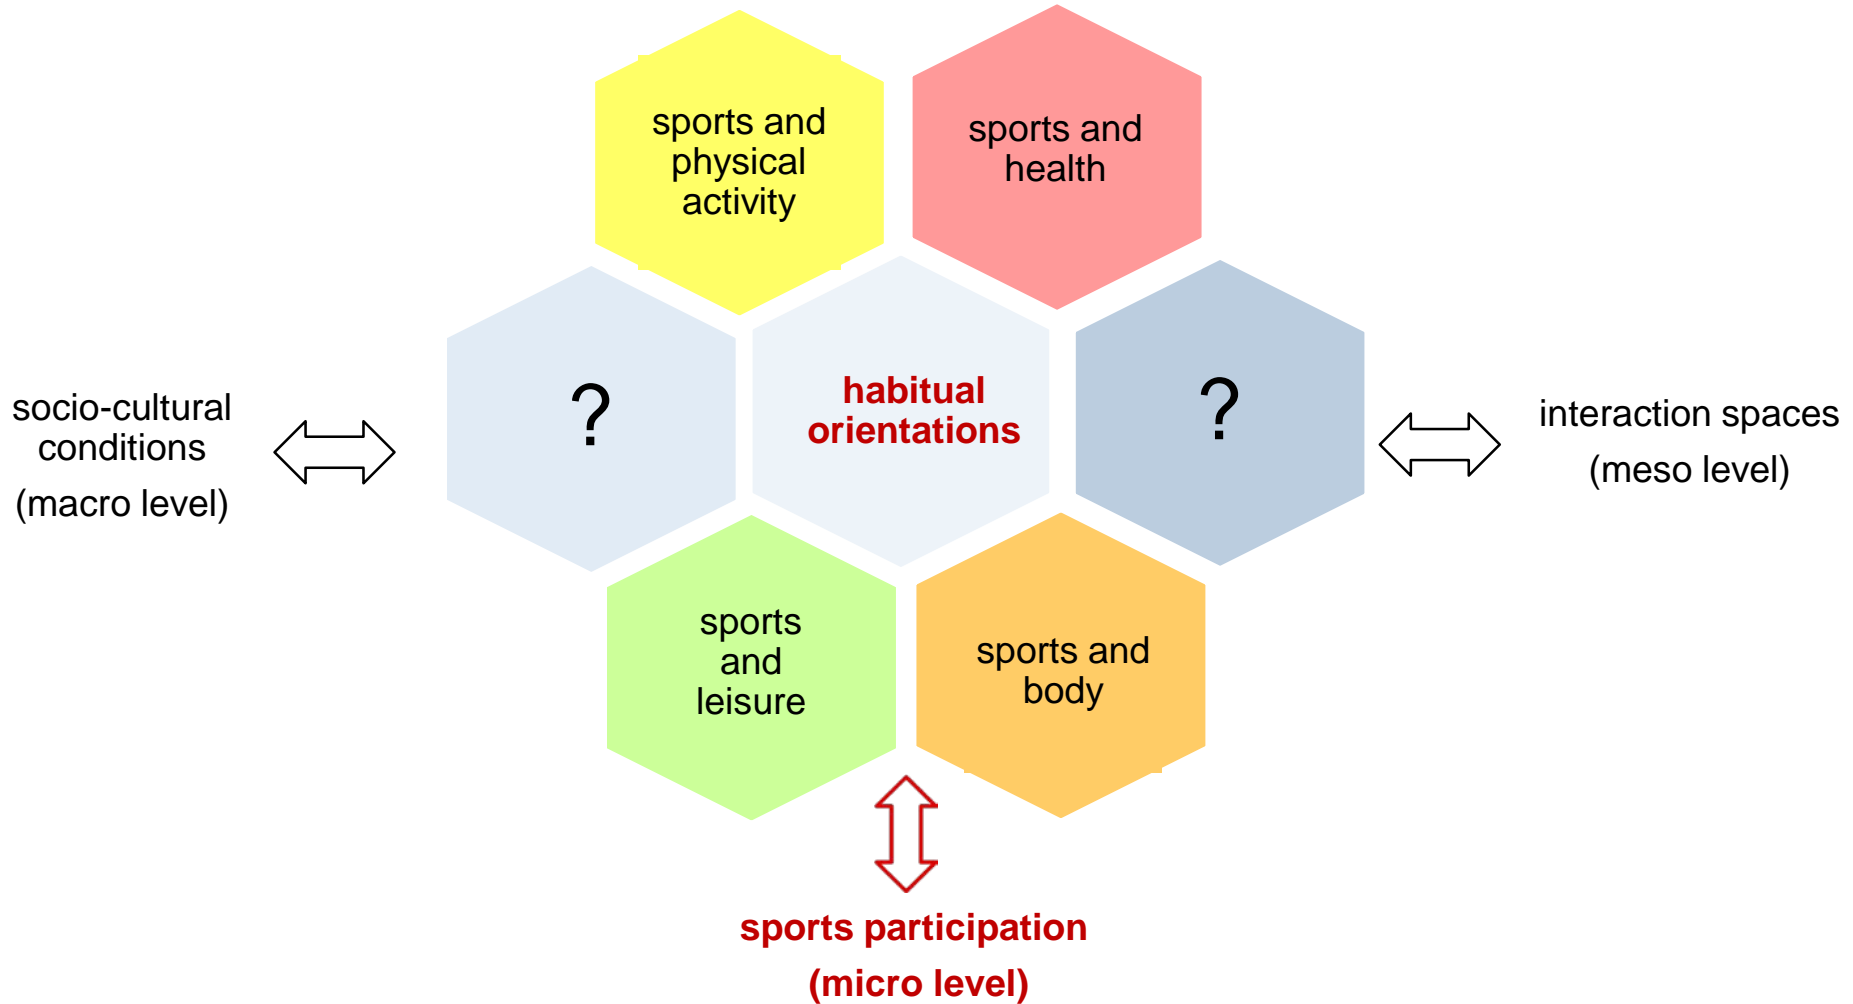 sports and
physical
activity
sports and
health
socio-cultural
conditions
(macro level)
?
habitual
orientations
?
interaction spaces
(meso level)
sports
and
leisure
sports and
body
sports participation
(micro level)